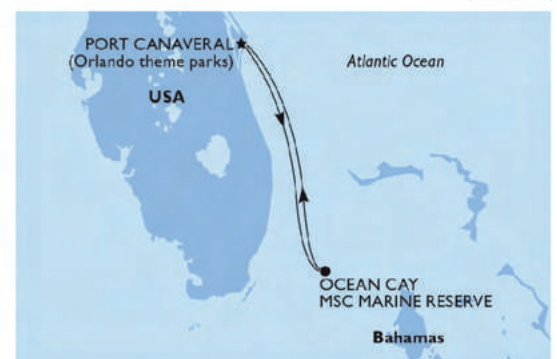 PORT CANAVERAL
(Orlando theme parks)
Atlantic Ocean
USA
OCEAN CAY
MSC MARINE RESERVE
Bahamas